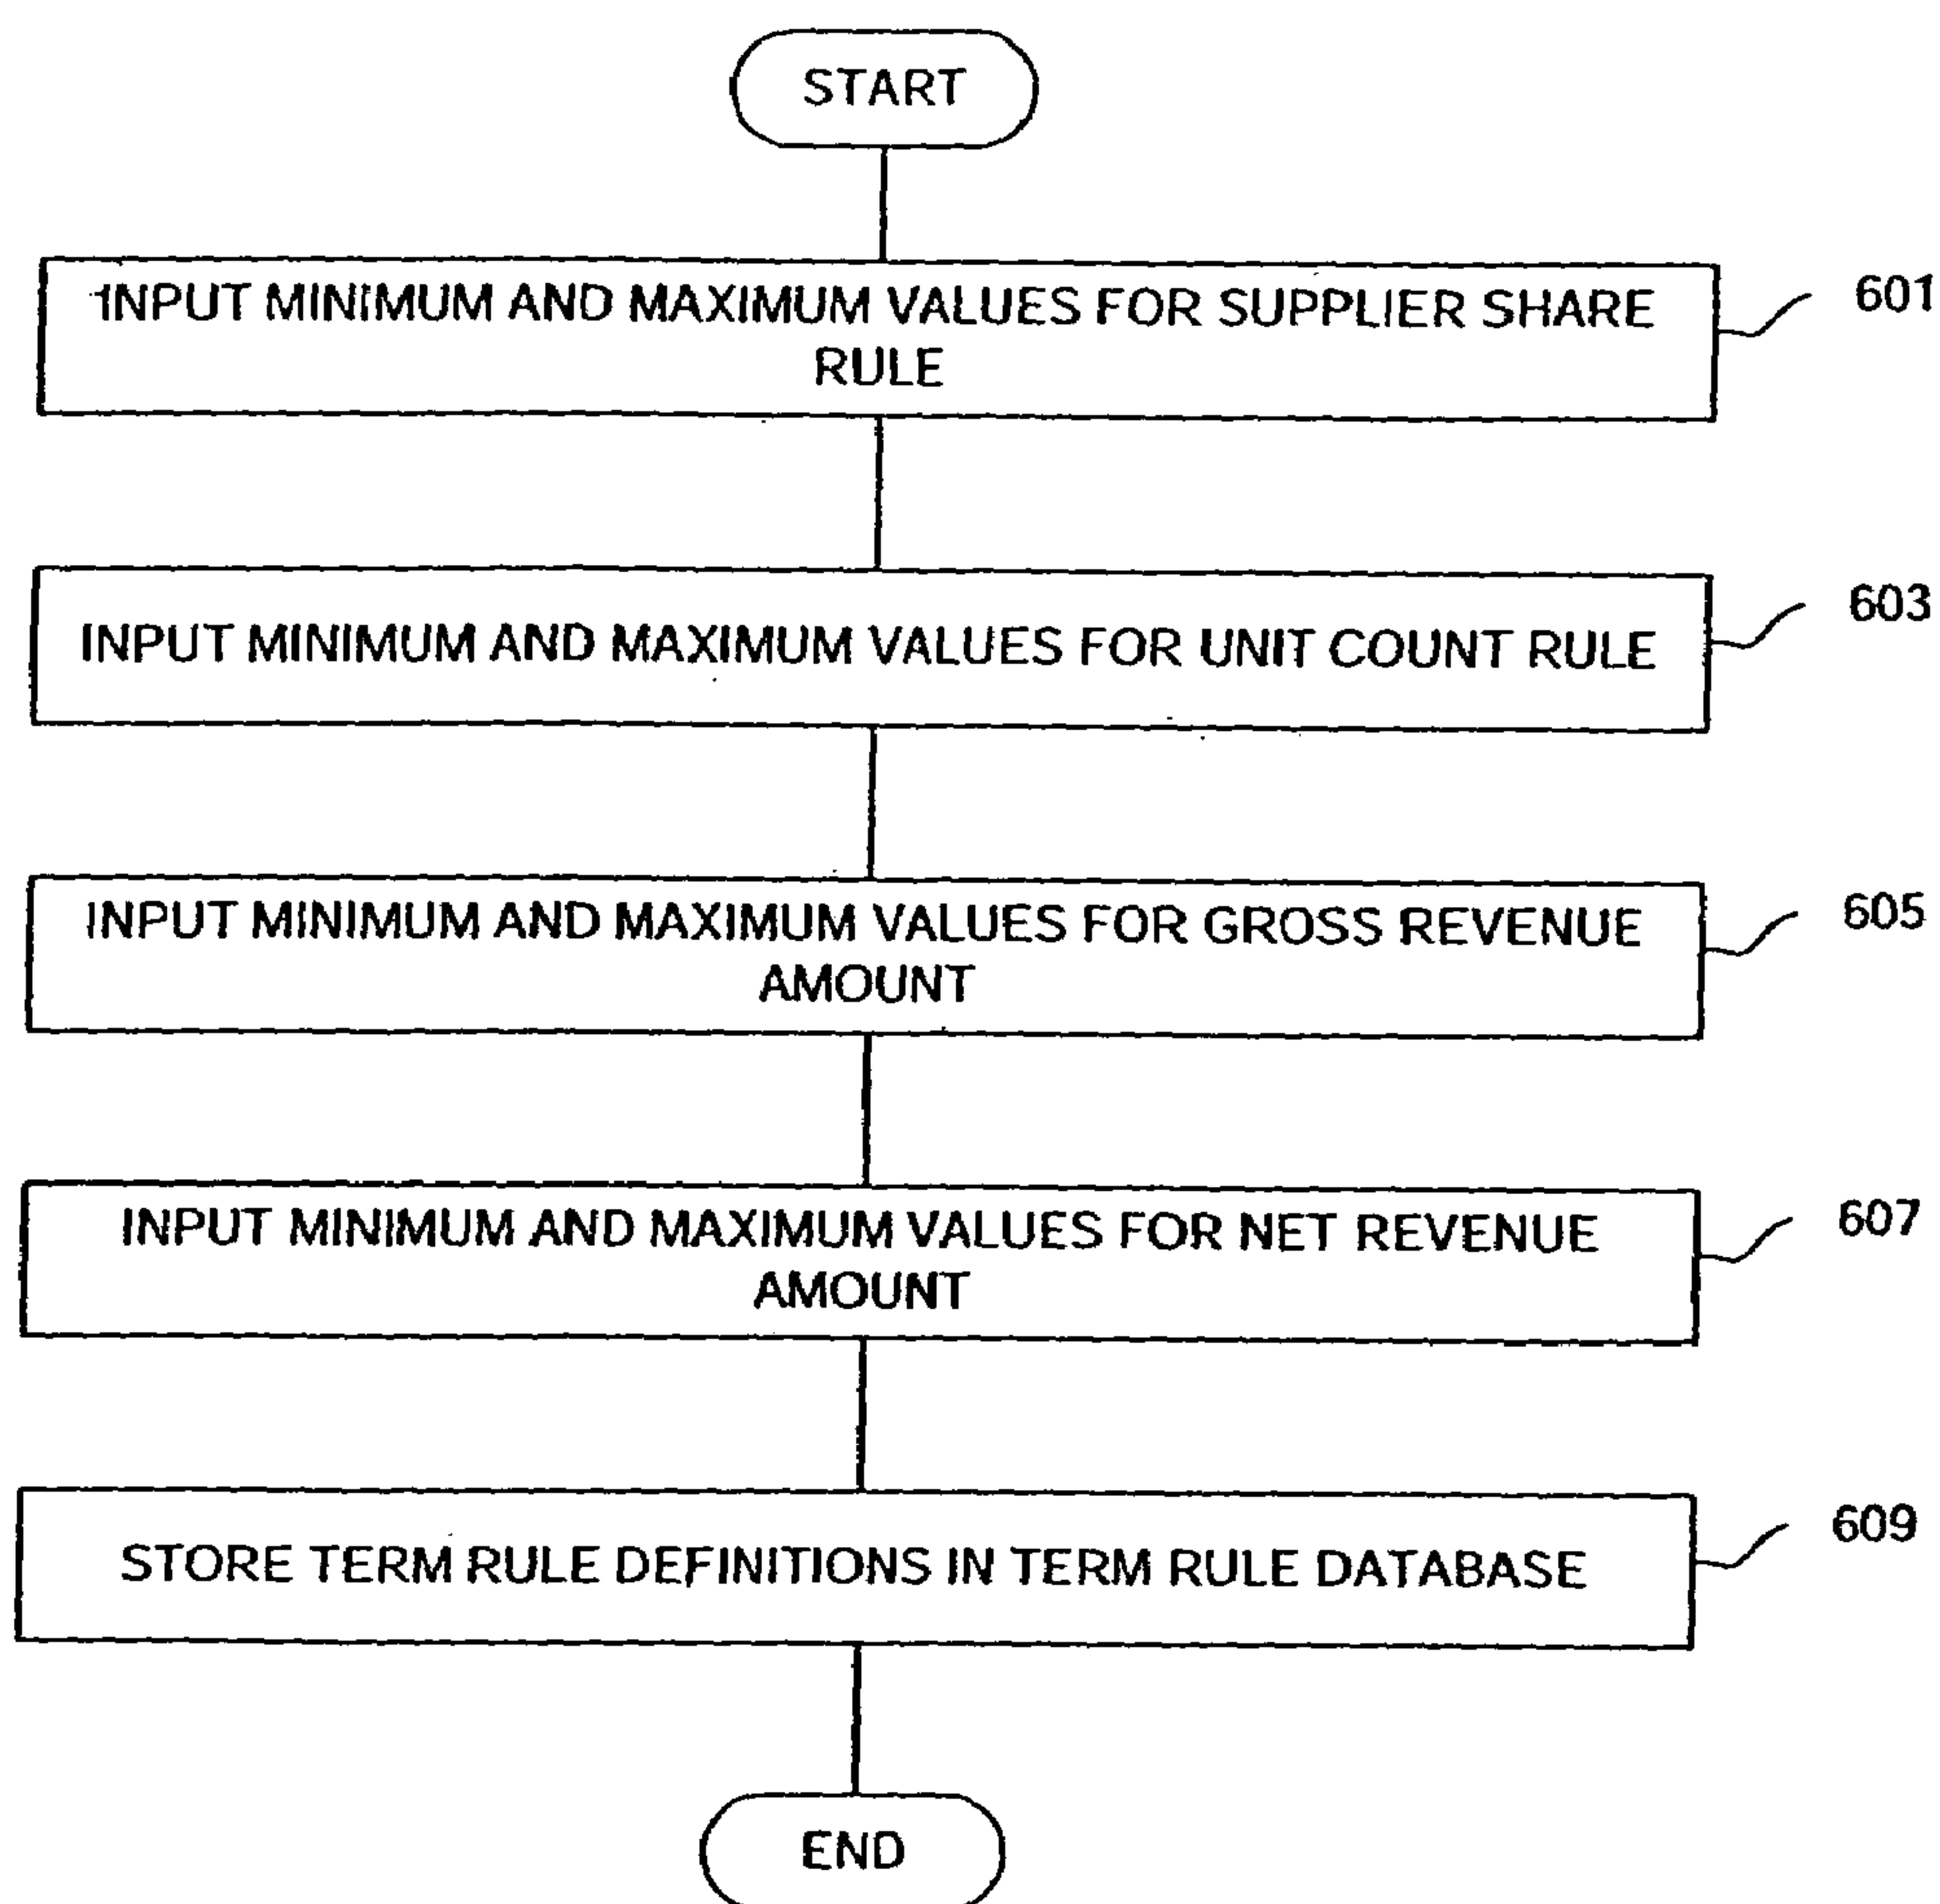 START
INPUT MINIMUM AND MAXIMUM VALUES FOR SUPPLIER SHARE
RULE
601
INPUT MINIMUM AND MAXIMUM VALUES FOR UNIT COUNT RULE
603
INPUT MINIMUM AND MAXIMUM VALUES FOR GROSS REVENUE
AMOUNT
605
INPUT MINIMUM AND MAXIMUM VALUES FOR NET REVENUE
AMOUNT
607
STORE TERM RULE DEFINITIONS IN TERM RULE DATABASE
609
END